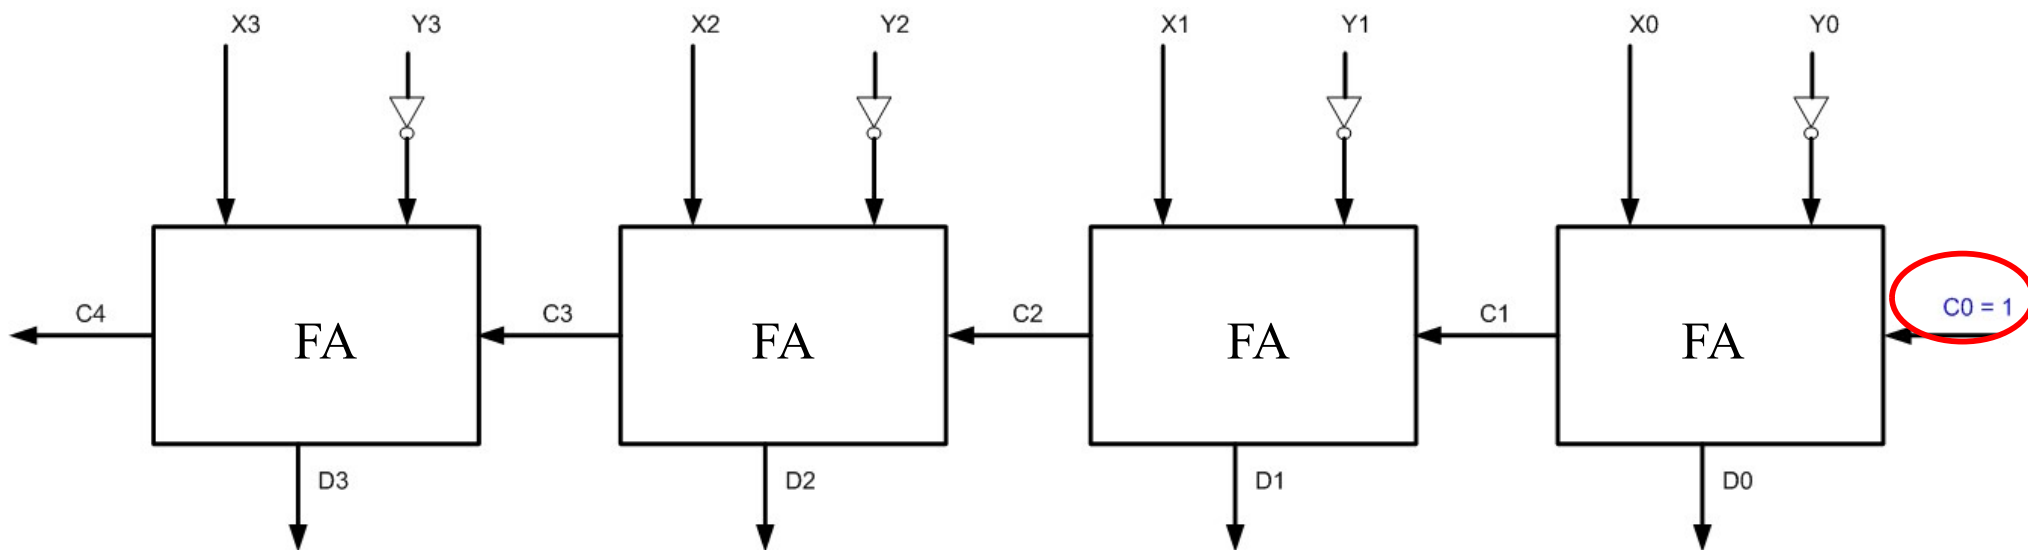 X3 Y3 X2 Y2 X1 Y1 X0 Y0
C4 C3 C2 C1 C0 = 1
FA FA FA FA
D3 D2 D1 D0